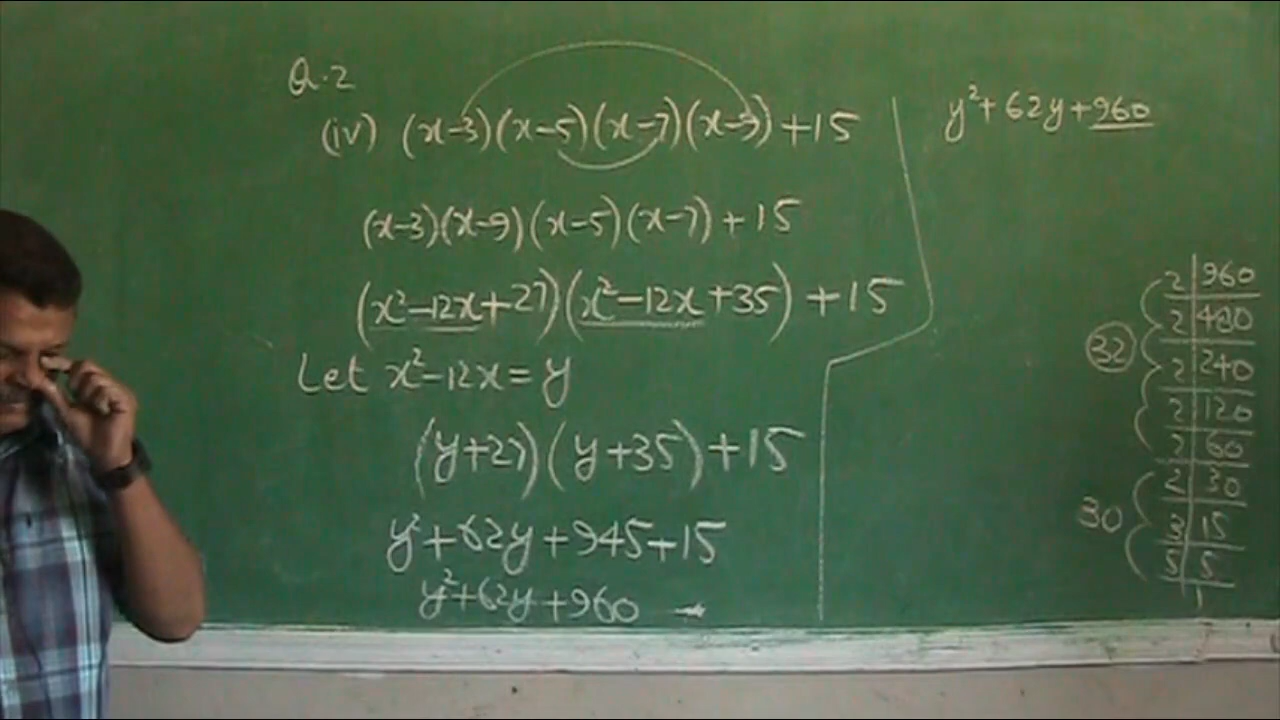 Q.2
(iv) (x-3)(x-5)(x-7)(x-9)+15
(x-3)(x-9)(x-5)(x-7)+15
(x²-12x+27)(x²-12x+35)+15
Let x²-12x=y
(y+27)(y+35)+15
y²+62y+945+15
y²+62y+960
y²+62y+960
2 960
2 480
32 2 240
2 120
2 60
2 30
30 3 15
5 5
1